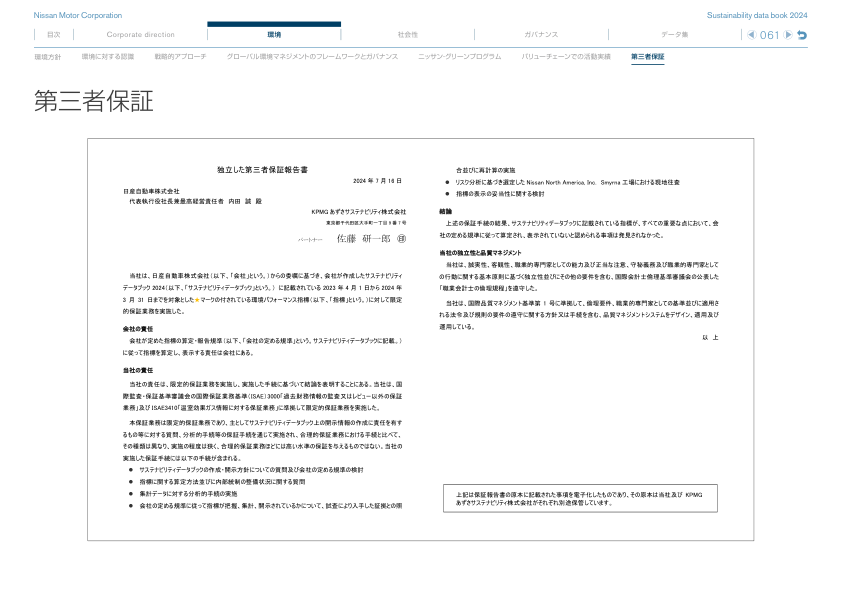 Nissan Motor Corporation
Sustainability data book 2024
目次
Corporate direction
環境
社会性
ガバナンス
データ集
061
環境方針
環境に対する認識
戦略的アプローチ
グローバル環境マネジメントのフレームワークとガバナンス
ニッサン・グリーンプログラム
バリューチェーンでの活動実績
第三者保証
第三者保証
独立した第三者保証報告書
2024 年 7 月 16 日
日産自動車株式会社
代表執行役社長兼最高経営責任者 内田 誠 殿
KPMG あずさサステナビリティ株式会社
東京都千代田区大手町一丁目 9 番 7 号
パートナー 佐藤 研一郎 ㊞
当社は、日産自動車株式会社（以下、「会社」という。）からの委嘱に基づき、会社が作成したサステナビリティ
データブック 2024（以下、「サステナビリティデータブック」という。）に記載されている 2023 年 4 月 1 日から 2024 年
3 月 31 日までを対象とした★マークの付されている環境パフォーマンス指標（以下、「指標」という。）に対して限定
的保証業務を実施した。
会社の責任
会社が定めた指標の算定・報告規準（以下、「会社の定める規準」という。サステナビリティデータブックに記載。）
に従って指標を算定し、表示する責任は会社にある。
当社の責任
当社の責任は、限定的保証業務を実施し、実施した手続に基づいて結論を表明することにある。当社は、国
際監査・保証基準審議会の国際保証業務基準（ISAE）3000「過去財務情報の監査又はレビュー以外の保証
業務」及び ISAE3410「温室効果ガス情報に対する保証業務」に準拠して限定的保証業務を実施した。
本保証業務は限定的保証業務であり、主としてサステナビリティデータブック上の開示情報の作成に責任を有す
るもの等に対する質問、分析的手続等の保証手続を通じて実施され、合理的保証業務における手続と比べて、
その種類は異なり、実施の程度は狭く、合理的保証業務ほどには高い水準の保証を与えるものではない。当社の
実施した保証手続には以下の手続が含まれる。
● サステナビリティデータブックの作成・開示方針についての質問及び会社の定める規準の検討
● 指標に関する算定方法並びに内部統制の整備状況に関する質問
● 集計データに対する分析的手続の実施
● 会社の定める規準に従って指標が把握、集計、開示されているかについて、試査により入手した証拠との照
合並びに再計算の実施
● リスク分析に基づき選定した Nissan North America, Inc. Smyrna 工場における現地往査
● 指標の表示の妥当性に関する検討
結論
上述の保証手続の結果、サステナビリティデータブックに記載されている指標が、すべての重要な点において、会
社の定める規準に従って算定され、表示されていないと認められる事項は発見されなかった。
当社の独立性と品質マネジメント
当社は、誠実性、客観性、職業的専門家としての能力及び正当な注意、守秘義務及び職業的専門家として
の行動に関する基本原則に基づく独立性並びにその他の要件を含む、国際会計士倫理基準審議会の公表した
「職業会計士の倫理規程」を遵守した。
当社は、国際品質マネジメント基準第 1 号に準拠して、倫理要件、職業的専門家としての基準並びに適用さ
れる法令及び規則の要件の遵守に関する方針又は手続を含む、品質マネジメントシステムをデザイン、適用及び
運用している。
以 上
上記は保証報告書の原本に記載された事項を電子化したものであり、その原本は当社及び KPMG
あずさサステナビリティ株式会社がそれぞれ別途保管しています。